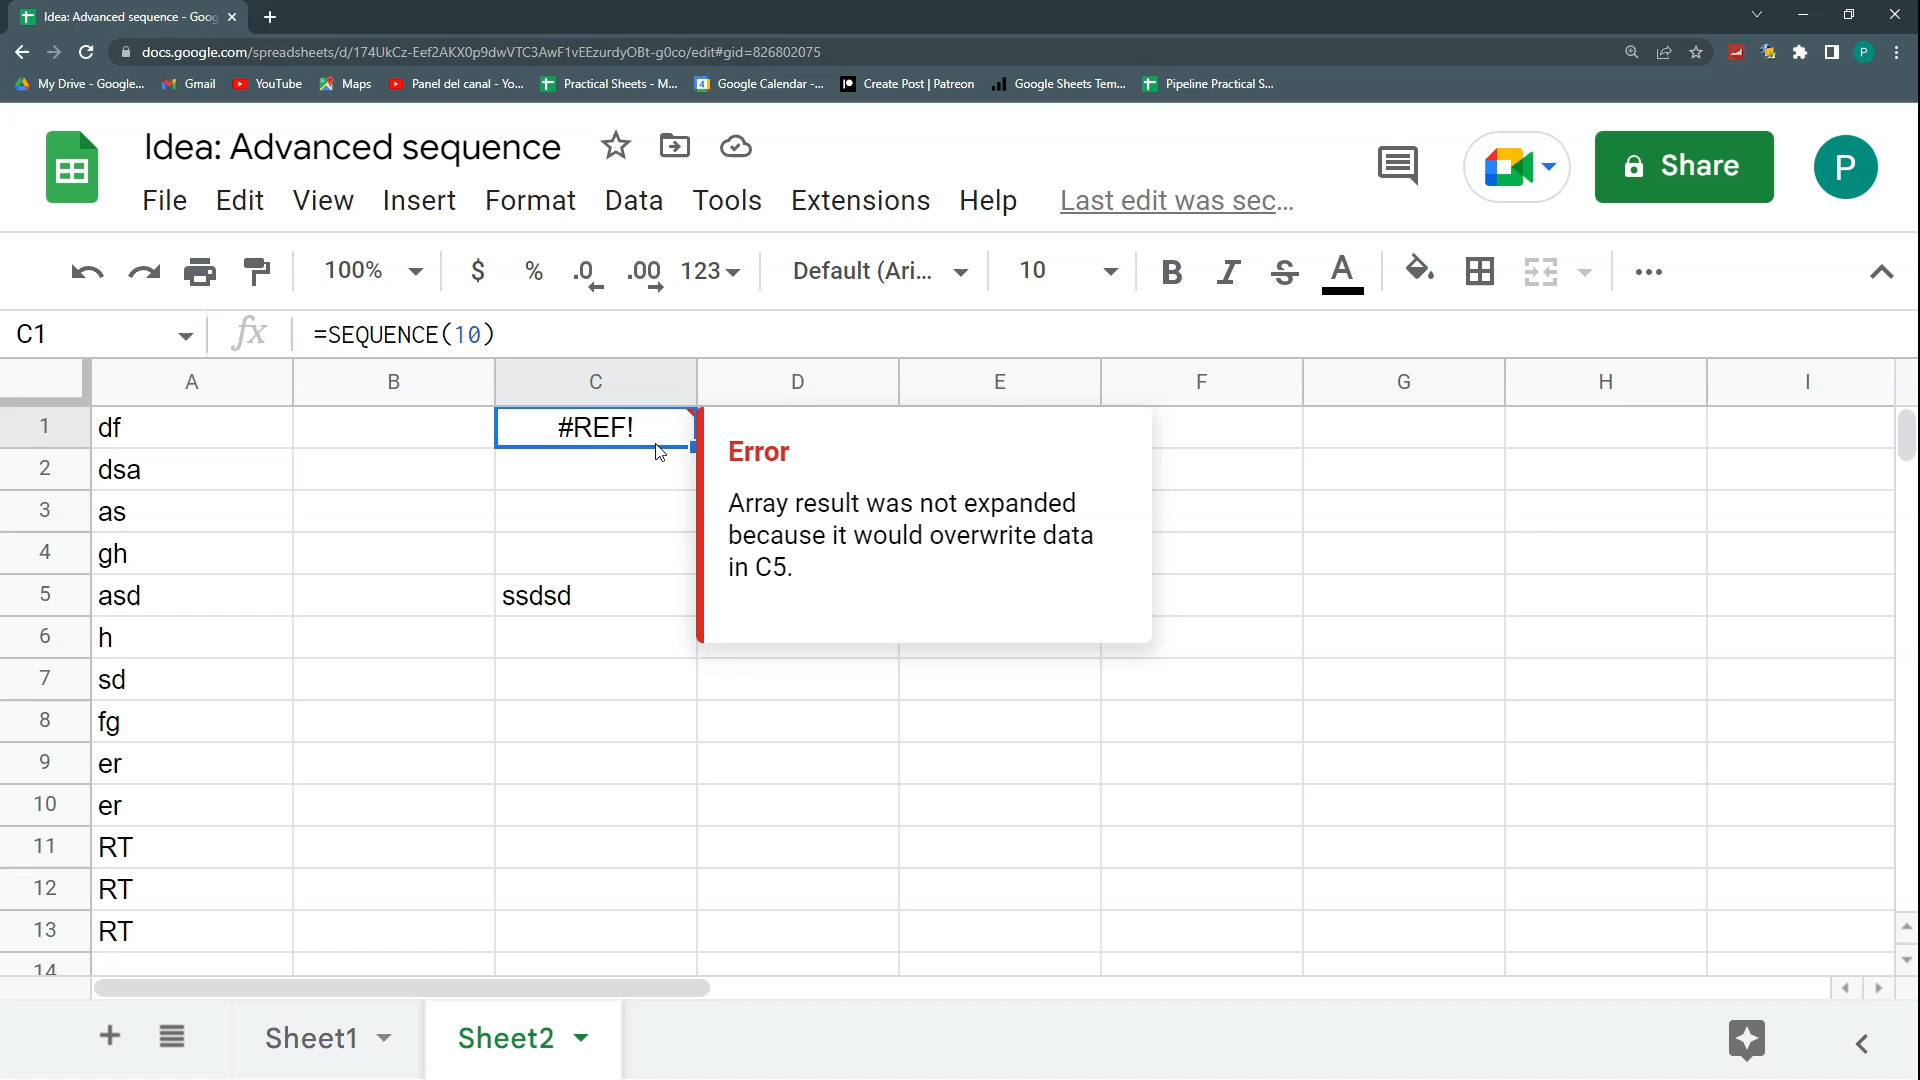 Idea: Advanced sequence - Goog
docs.google.com/spreadsheets/d/174UkCz-Eef2AKX0p9dwVTC3AwF1vEEzurdyOBt-g0co/edit#gid=826802075
P
My Drive - Google... Gmail YouTube Maps Panel del canal - Yo... Practical Sheets - M... 4 Google Calendar -... Create Post | Patreon Google Sheets Tem... Pipeline Practical S...
Idea: Advanced sequence
Share
P
File Edit View Insert Format Data Tools Extensions Help Last edit was sec...
100% $ % .0 .00 123 Default (Ari... 10 B I S A
C1 fx =SEQUENCE(10)
A B C D E F G H I
1 df #REF!
2 dsa
3 as
4 gh
5 asd ssdsd
6 h
7 sd
8 fg
9 er
10 er
11 RT
12 RT
13 RT
14
Error
Array result was not expanded
because it would overwrite data
in C5.
Sheet1 Sheet2